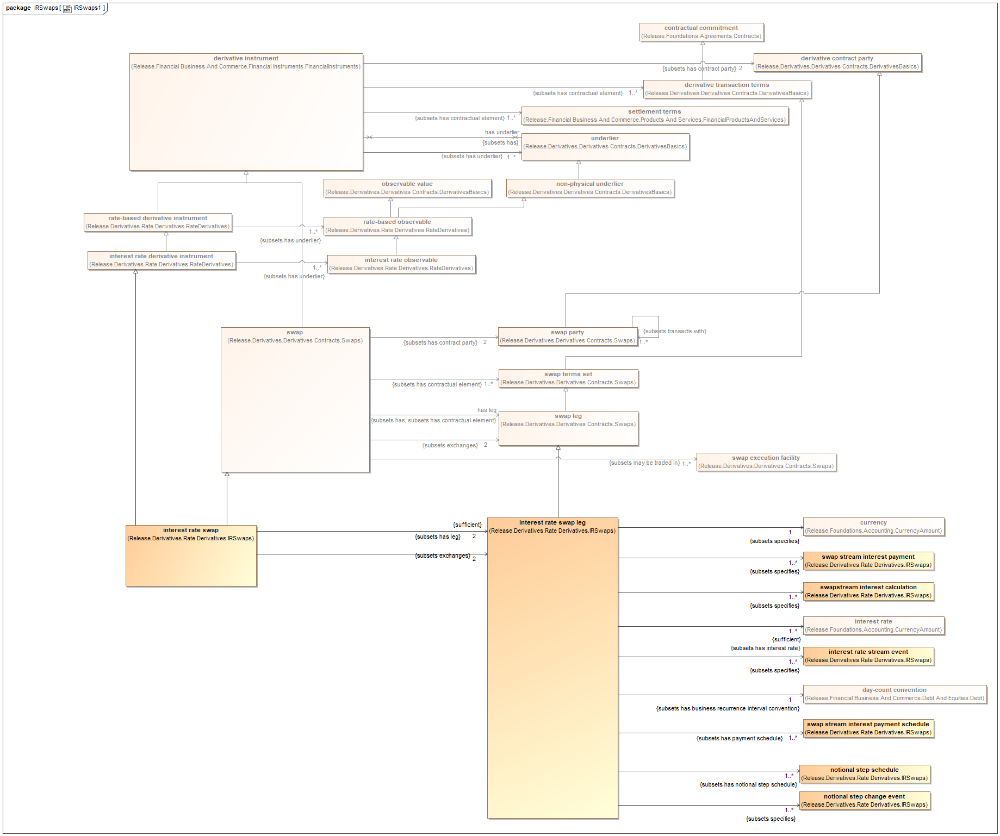 package IRSwaps[ IRSwaps1 ]
contractual commitment
(Release.Foundations.Agreements.Contracts)
derivative instrument
(Release.Financial Business And Commerce.Financial Instruments.FinancialInstruments)
derivative contract party
(Release.Derivatives.Derivatives Contracts.DerivativesBasics)
{subsets has contract party} 2
derivative transaction terms
(Release.Derivatives.Derivatives Contracts.DerivativesBasics)
{subsets has contractual element} 1..*
settlement terms
(Release.Financial Business And Commerce.Products And Services.FinancialProductsAndServices)
{subsets has contractual element} 1..*
has underlier
{subsets has}
underlier
(Release.Derivatives.Derivatives Contracts.DerivativesBasics)
{subsets has underlier} 1..*
observable value
(Release.Derivatives.Derivatives Contracts.DerivativesBasics)
non-physical underlier
(Release.Derivatives.Derivatives Contracts.DerivativesBasics)
rate-based derivative instrument
(Release.Derivatives.Rate Derivatives.RateDerivatives)
rate-based observable
(Release.Derivatives.Rate Derivatives.RateDerivatives)
1..*
{subsets has underlier}
interest rate derivative instrument
(Release.Derivatives.Rate Derivatives.RateDerivatives)
interest rate observable
(Release.Derivatives.Rate Derivatives.RateDerivatives)
1..*
{subsets has underlier}
swap
(Release.Derivatives.Derivatives Contracts.Swaps)
swap party
(Release.Derivatives.Derivatives Contracts.Swaps)
{subsets transacts with}
1..*
{subsets has contract party} 2
swap terms set
(Release.Derivatives.Derivatives Contracts.Swaps)
{subsets has contractual element} 1..*
has leg
{subsets has, subsets has contractual element}
swap leg
(Release.Derivatives.Derivatives Contracts.Swaps)
{subsets exchanges} 2
swap execution facility
(Release.Derivatives.Derivatives Contracts.Swaps)
{subsets may be traded in} 1..*
interest rate swap
(Release.Derivatives.Rate Derivatives.IRSwaps)
{sufficient}
{subsets has leg} 2
{subsets exchanges} 2
interest rate swap leg
(Release.Derivatives.Rate Derivatives.IRSwaps)
currency
(Release.Foundations.Accounting.CurrencyAmount)
1
{subsets specifies}
swap stream interest payment
(Release.Derivatives.Rate Derivatives.IRSwaps)
1..*
{subsets specifies}
swapstream interest calculation
(Release.Derivatives.Rate Derivatives.IRSwaps)
1..*
{subsets specifies}
interest rate
(Release.Foundations.Accounting.CurrencyAmount)
1..*
{sufficient}
{subsets has interest rate}
interest rate stream event
(Release.Derivatives.Rate Derivatives.IRSwaps)
1..*
{subsets specifies}
day-count convention
(Release.Financial Business And Commerce.Debt And Equities.Debt)
1
{subsets has business recurrence interval convention}
swap stream interest payment schedule
(Release.Derivatives.Rate Derivatives.IRSwaps)
{subsets has payment schedule} 1..*
notional step schedule
(Release.Derivatives.Rate Derivatives.IRSwaps)
1..*
{subsets has notional step schedule}
notional step change event
(Release.Derivatives.Rate Derivatives.IRSwaps)
1..*
{subsets specifies}